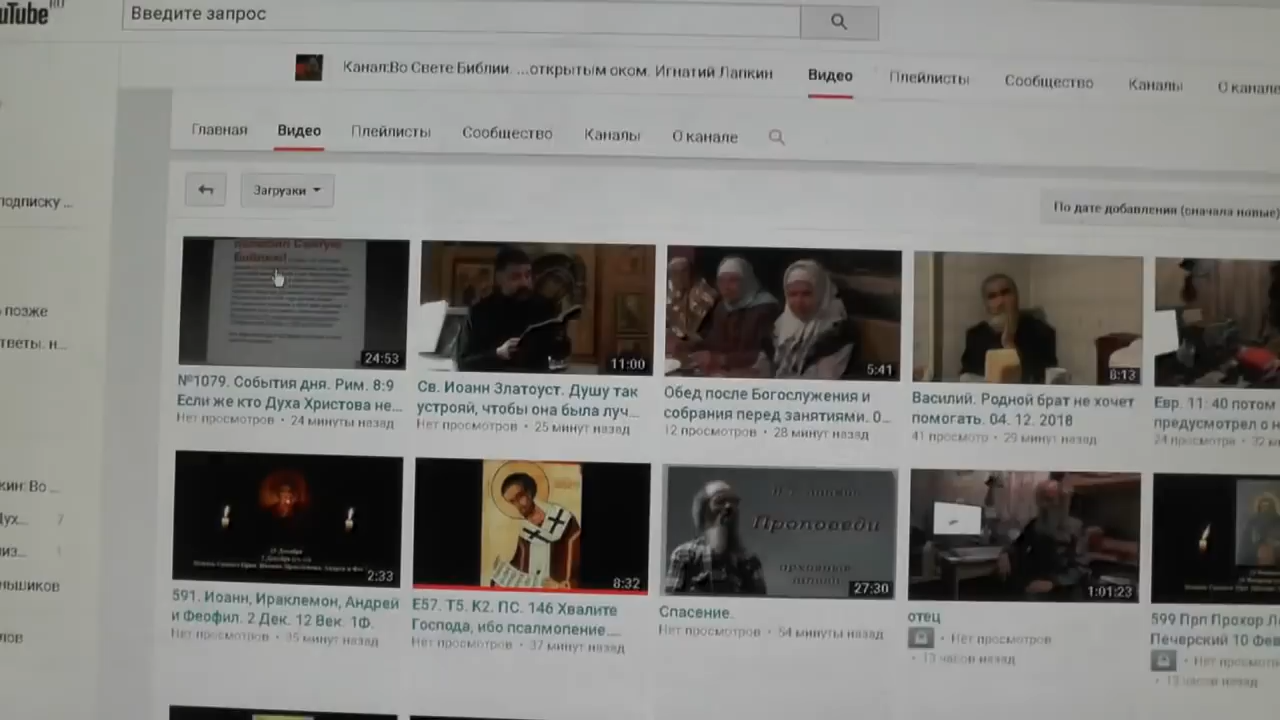 uTube RU
Введите запрос
Канал:Во Свете Библии. ...открытым оком. Игнатий Лапкин
Видео
Плейлисты
Сообщество
Каналы
О канале
Главная
Видео
Плейлисты
Сообщество
Каналы
О канале
подписку ...
Загрузки
По дате добавления (сначала новые)
Библию!
24:53
11:00
5:41
8:13
позже
тветы. н...
№1079. События дня. Рим. 8:9
Если же кто Духа Христова не...
Нет просмотров • 24 минуты назад
Св. Иоанн Златоуст. Душу так
устрояй, чтобы она была луч...
Нет просмотров • 25 минут назад
Обед после Богослужения и
собрания перед занятиями. 0...
12 просмотров • 28 минут назад
Василий. Родной брат не хочет
помогать. 04. 12. 2018
41 просмотр • 29 минут назад
Евр. 11: 40 потом
предусмотрел о н
24 просмотра • 32 м
кин: Во ...
ух... 7
из...
ньшиков
лов
2:33
8:32
Проповеди
27:30
1:01:23
591. Иоанн, Ираклемон, Андрей
и Феофил. 2 Дек. 12 Век. 1Ф.
Нет просмотров • 35 минут назад
Е57. Т5. К2. ПС. 146 Хвалите
Господа, ибо псалмопение....
Нет просмотров • 37 минут назад
Спасение.
Нет просмотров • 54 минуты назад
отец
• Нет просмотров
• 13 часов назад
599 Прп Прохор Л
Печерский 10 Фев
• Нет просмотр
• 13 часов назад